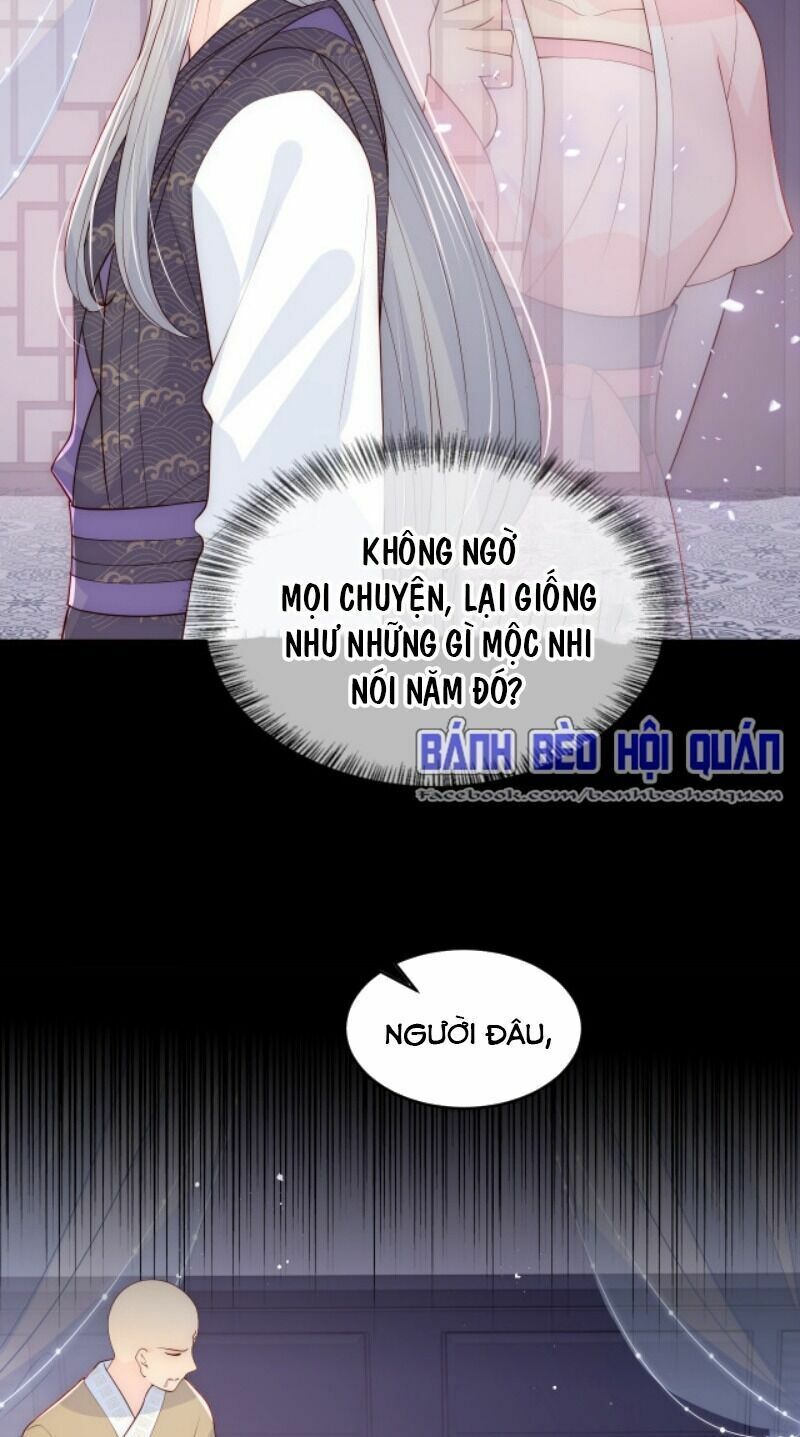 KHÔNG NGỜ
MỌI CHUYỆN, LẠI GIỐNG
NHƯ NHỮNG GÌ MỘC NHI
NÓI NĂM ĐÓ?
BÁNH BÈO HỘI QUÁN
Facebook.com/banhbeohoiquan
NGƯỜI ĐÂU,